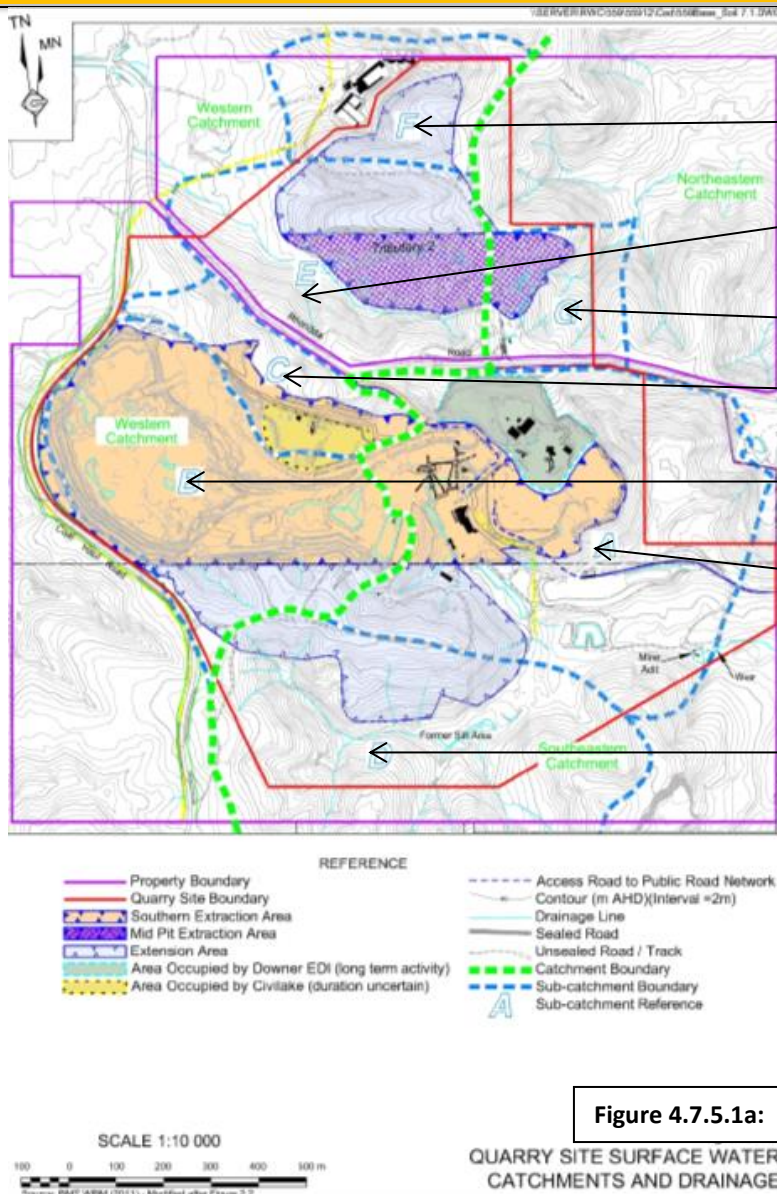 TN
MN
Western
Catchment
F
Northeastern
Catchment
Tributary 2
E
G
Rhondda
Road
C
Western
Catchment
B
A
Coal Haul Road
Mine
Adit
Weir
Former Silt Area
D
Southeastern
Catchment
REFERENCE
Property Boundary
Quarry Site Boundary
Southern Extraction Area
Mid Pit Extraction Area
Extension Area
Area Occupied by Downer EDI (long term activity)
Area Occupied by Civilake (duration uncertain)
Access Road to Public Road Network
Contour (m AHD)(Interval =2m)
Drainage Line
Sealed Road
Unsealed Road / Track
Catchment Boundary
Sub-catchment Boundary
A
Sub-catchment Reference
Figure 4.7.5.1a:
SCALE 1:10 000
100 0 100 200 300 400 500 m
QUARRY SITE SURFACE WATER
CATCHMENTS AND DRAINAGE